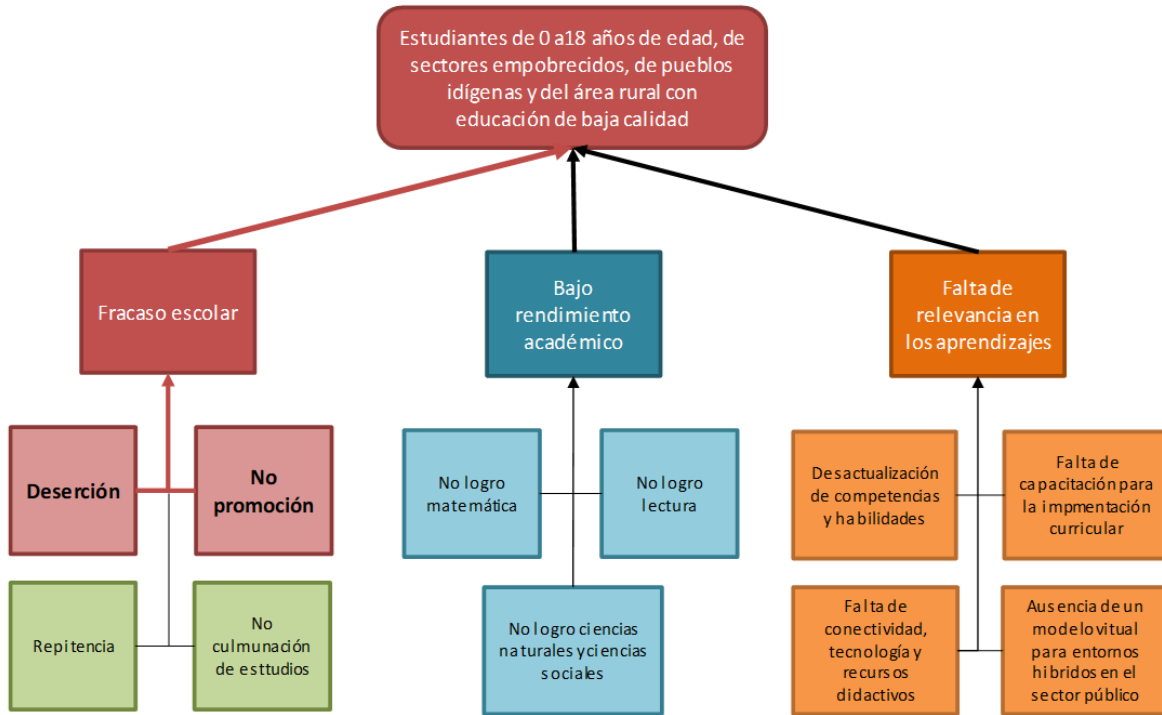 Estudiantes de 0 a18 años de edad, de
sectores empobrecidos, de pueblos
idígenas y del área rural con
educación de baja calidad
Fracaso escolar
Bajo
rendimiento
académico
Falta de
relevancia en
los aprendizajes
Deserción
No
promoción
No logro
matemática
No logro
lectura
Desactualización
de competencias
y habilidades
Falta de
capacitación para
la impmentación
curricular
Repitencia
No
culmunación
de esttudios
No logro ciencias
naturales y ciencias
sociales
Falta de
conectividad,
tecnología y
recursos
didactivos
Ausencia de un
modelo vitual
para entornos
hibridos en el
sector público